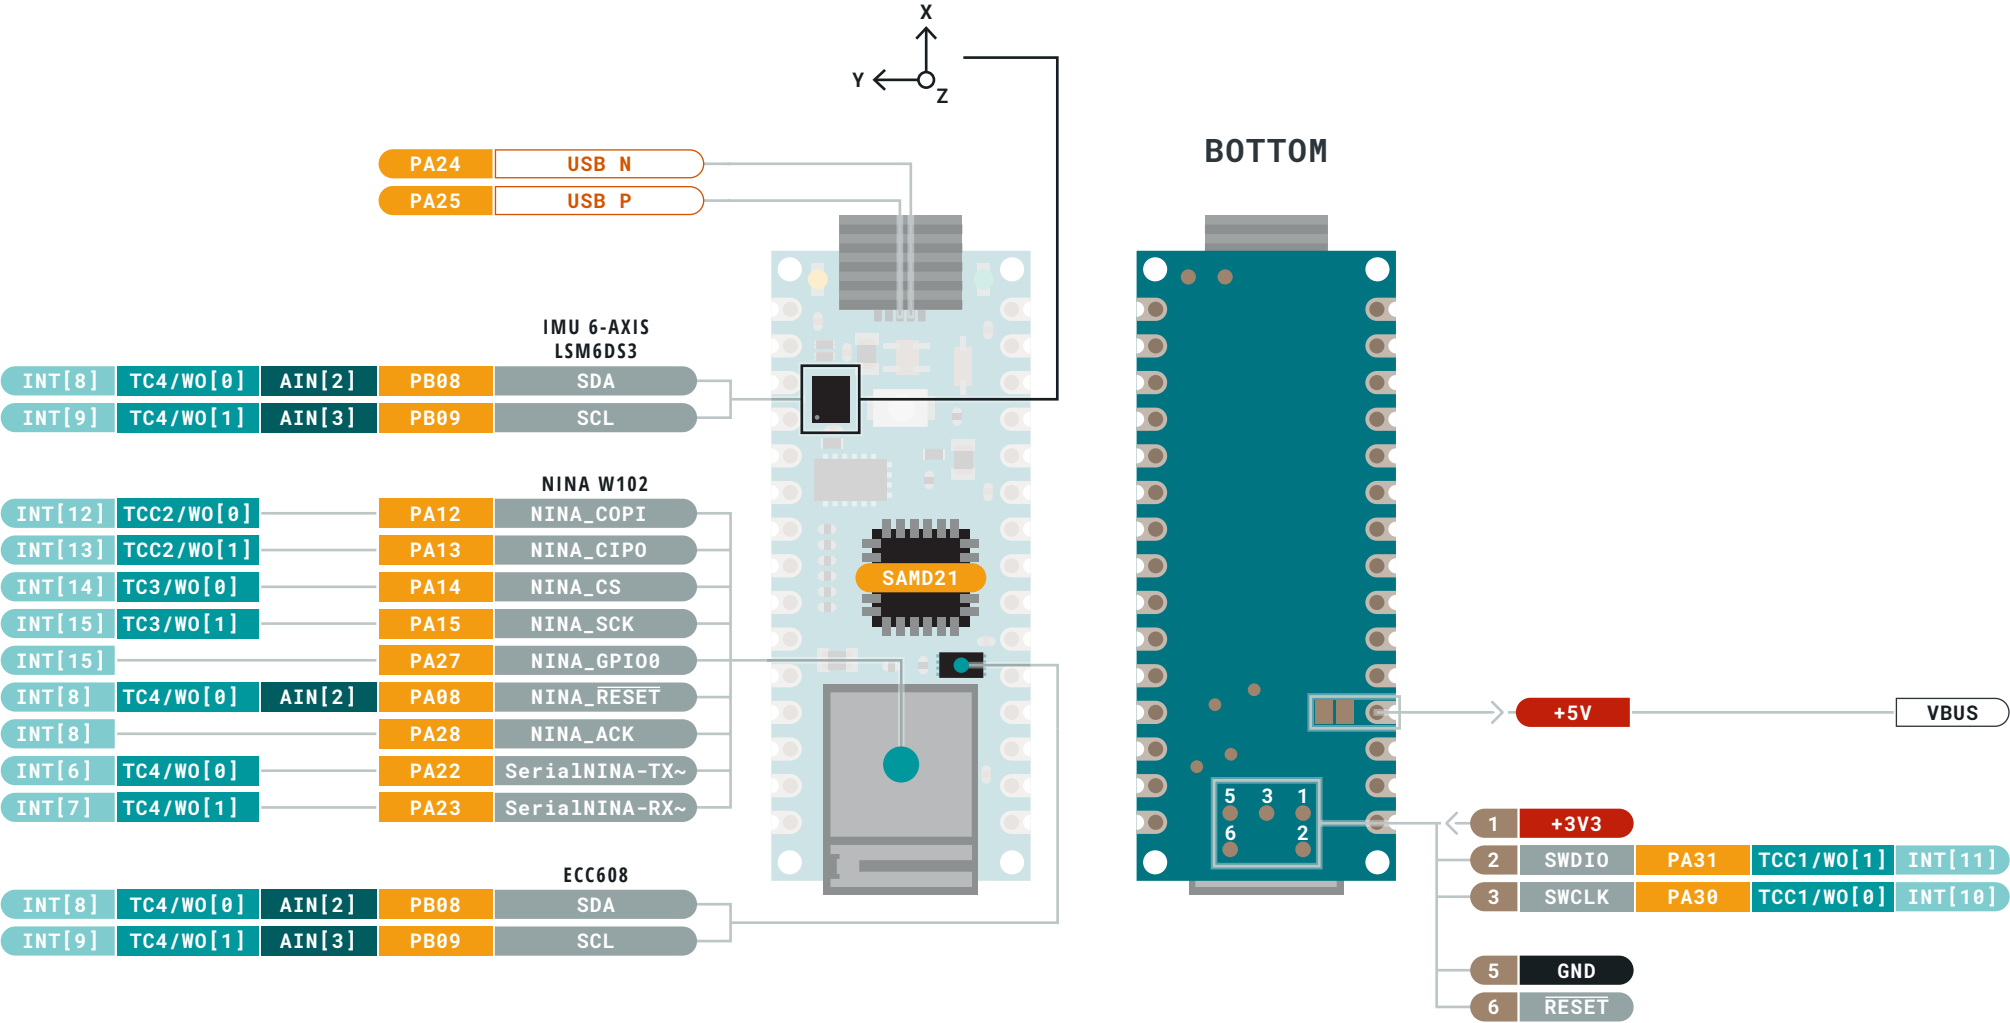 X
Y
Z
BOTTOM
PA24 USB N
PA25 USB P
IMU 6-AXIS
LSM6DS3
INT[8] TC4/WO[0] AIN[2] PB08 SDA
INT[9] TC4/WO[1] AIN[3] PB09 SCL
NINA W102
INT[12] TCC2/WO[0] PA12 NINA_COPI
INT[13] TCC2/WO[1] PA13 NINA_CIPO
INT[14] TC3/WO[0] PA14 NINA_CS
INT[15] TC3/WO[1] PA15 NINA_SCK
INT[15] PA27 NINA_GPIO0
INT[8] TC4/WO[0] AIN[2] PA08 NINA_RESET
INT[8] PA28 NINA_ACK
INT[6] TC4/WO[0] PA22 SerialNINA-TX~
INT[7] TC4/WO[1] PA23 SerialNINA-RX~
ECC608
INT[8] TC4/WO[0] AIN[2] PB08 SDA
INT[9] TC4/WO[1] AIN[3] PB09 SCL
SAMD21
+5V VBUS
5 3 1
6 2
1 +3V3
2 SWDIO PA31 TCC1/WO[1] INT[11]
3 SWCLK PA30 TCC1/WO[0] INT[10]
5 GND
6 RESET